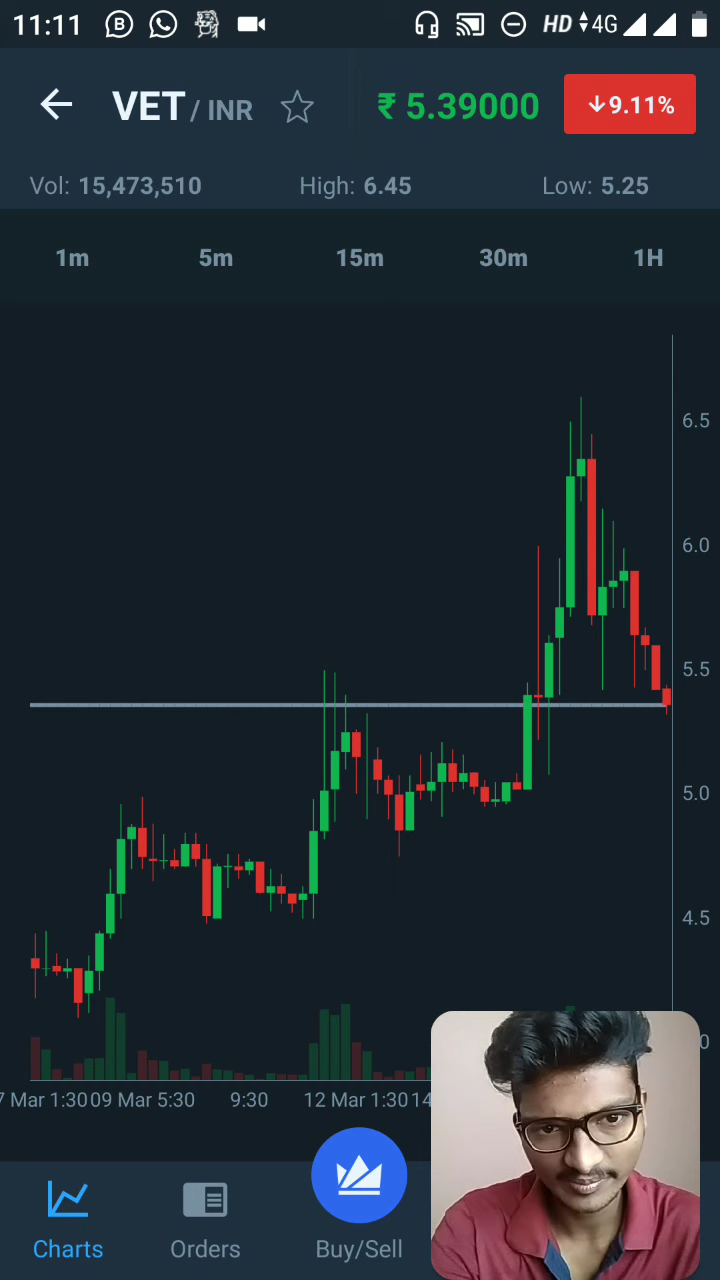 11:11 B HD 4G
VET / INR ₹ 5.39000 9.11%
Vol: 15,473,510 High: 6.45 Low: 5.25
1m 5m 15m 30m 1H
6.5
6.0
5.5
5.0
4.5
7 Mar 1:30 09 Mar 5:30 9:30 12 Mar 1:30 14
Charts Orders Buy/Sell